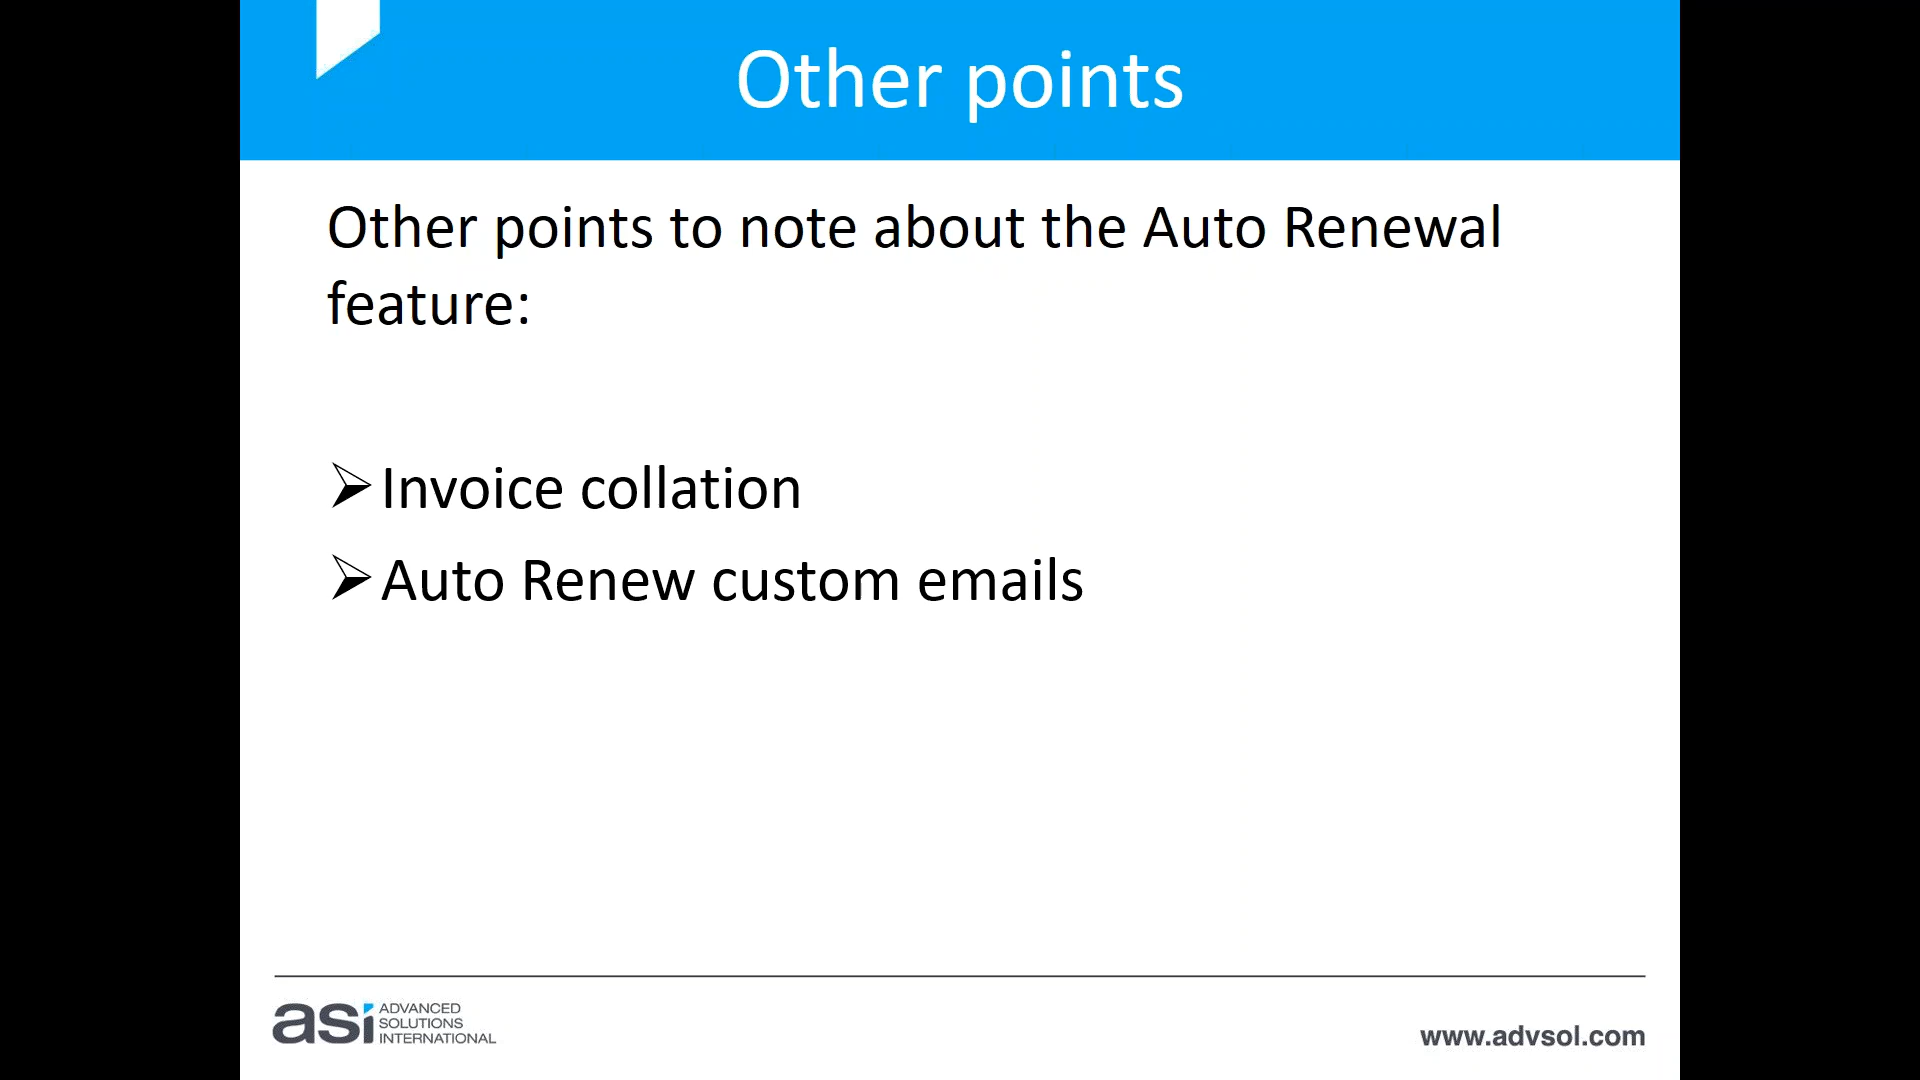 Other points
Other points to note about the Auto Renewal
feature:
➢Invoice collation
➢Auto Renew custom emails
asi ADVANCED
SOLUTIONS
INTERNATIONAL
www.advsol.com